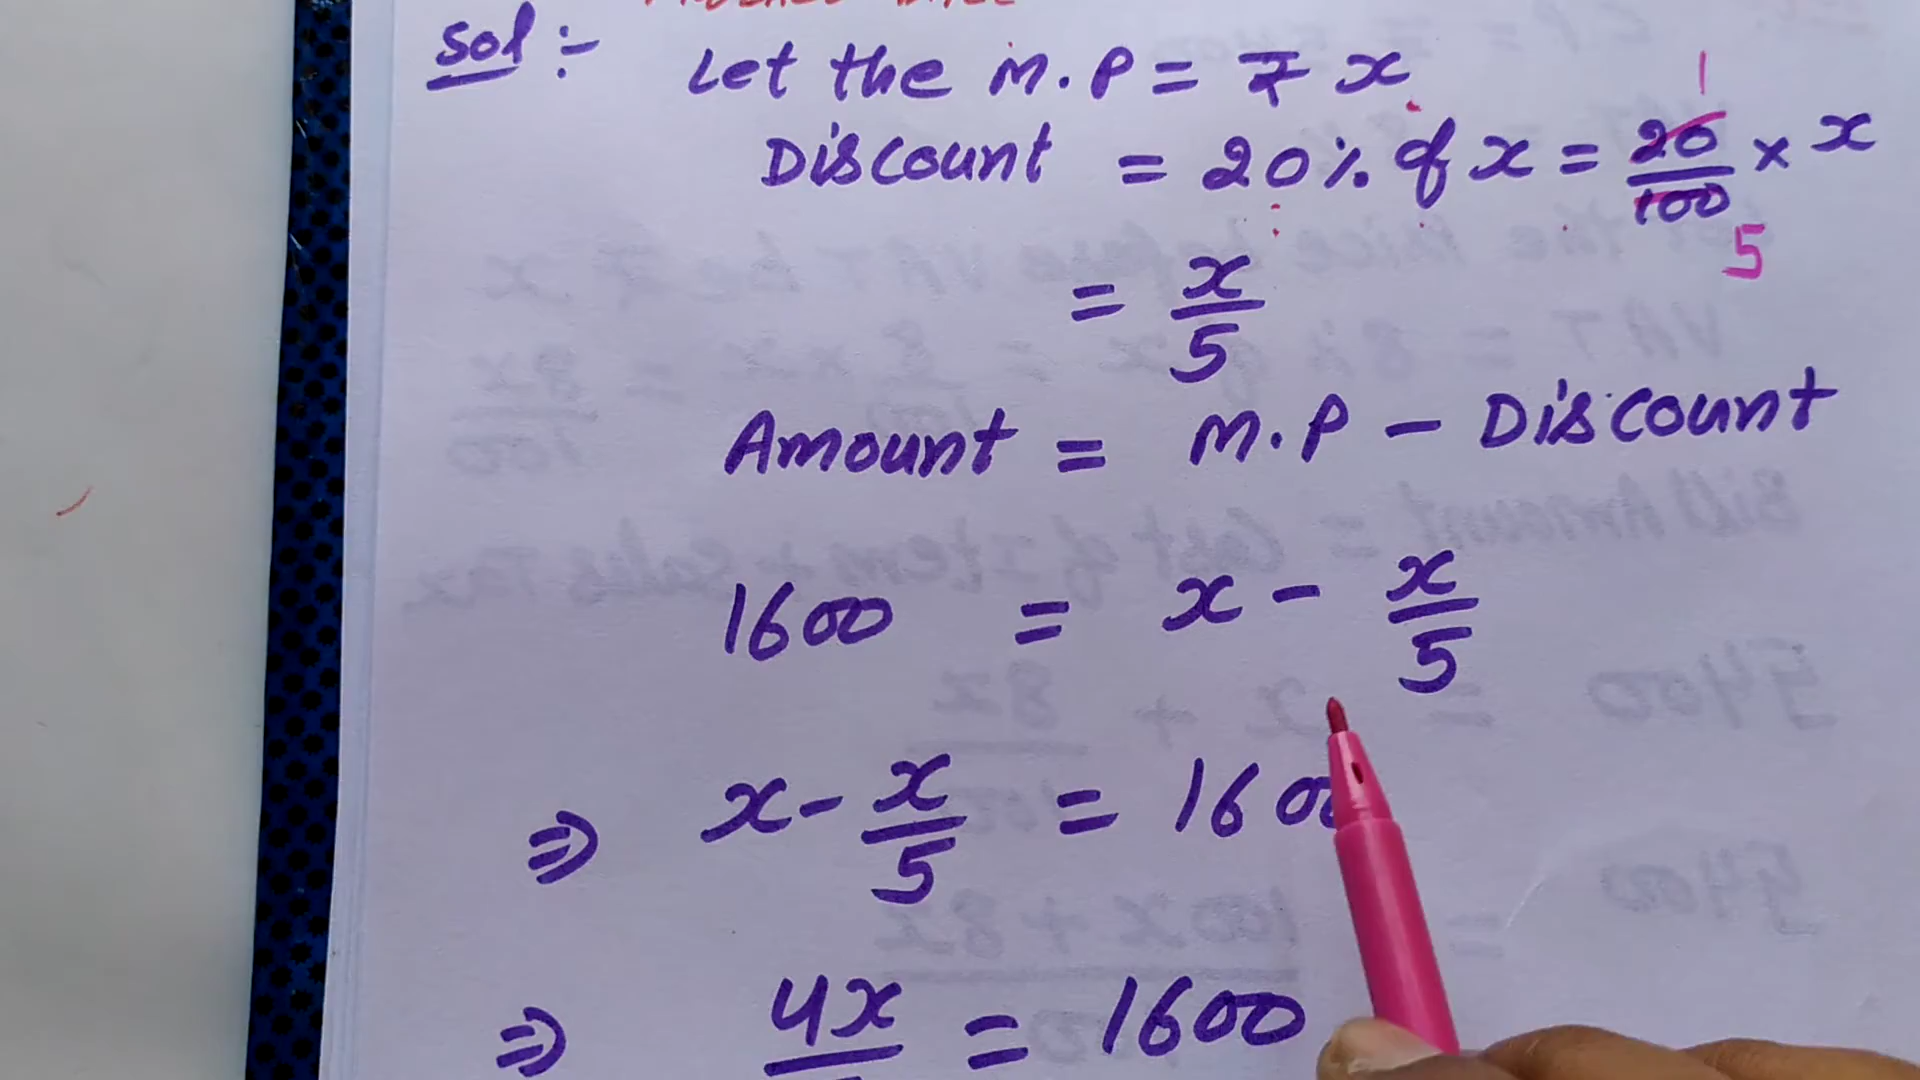 Sol :-
Let the M.P = ₹ x
Discount = 20% of x = 20/100 × x
1
5
= x/5
Amount = M.P - Discount
1600 = x - x/5
⇒ x - x/5 = 1600
⇒ 4x = 1600